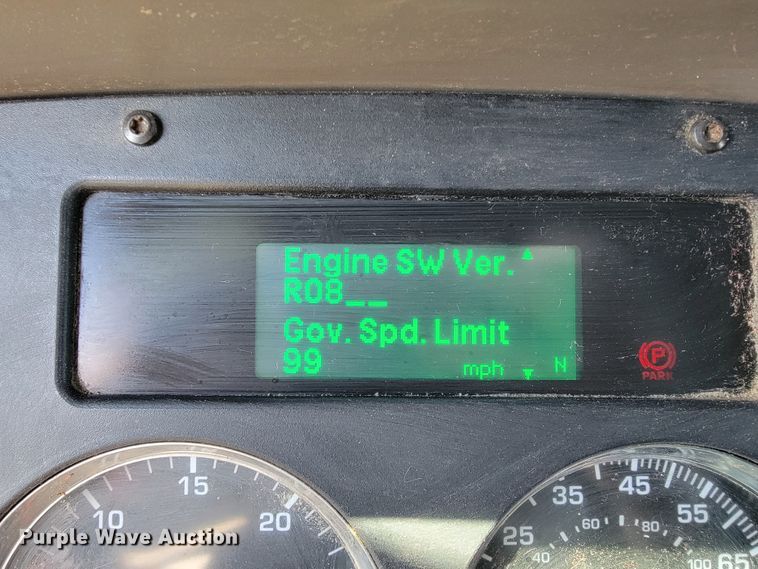 Engine SW Ver.
R08__
Gov. Spd. Limit
99 mph N
P
PARK
10 15 20
25 35 45 55 65
40 60 80 100
Purple Wave Auction